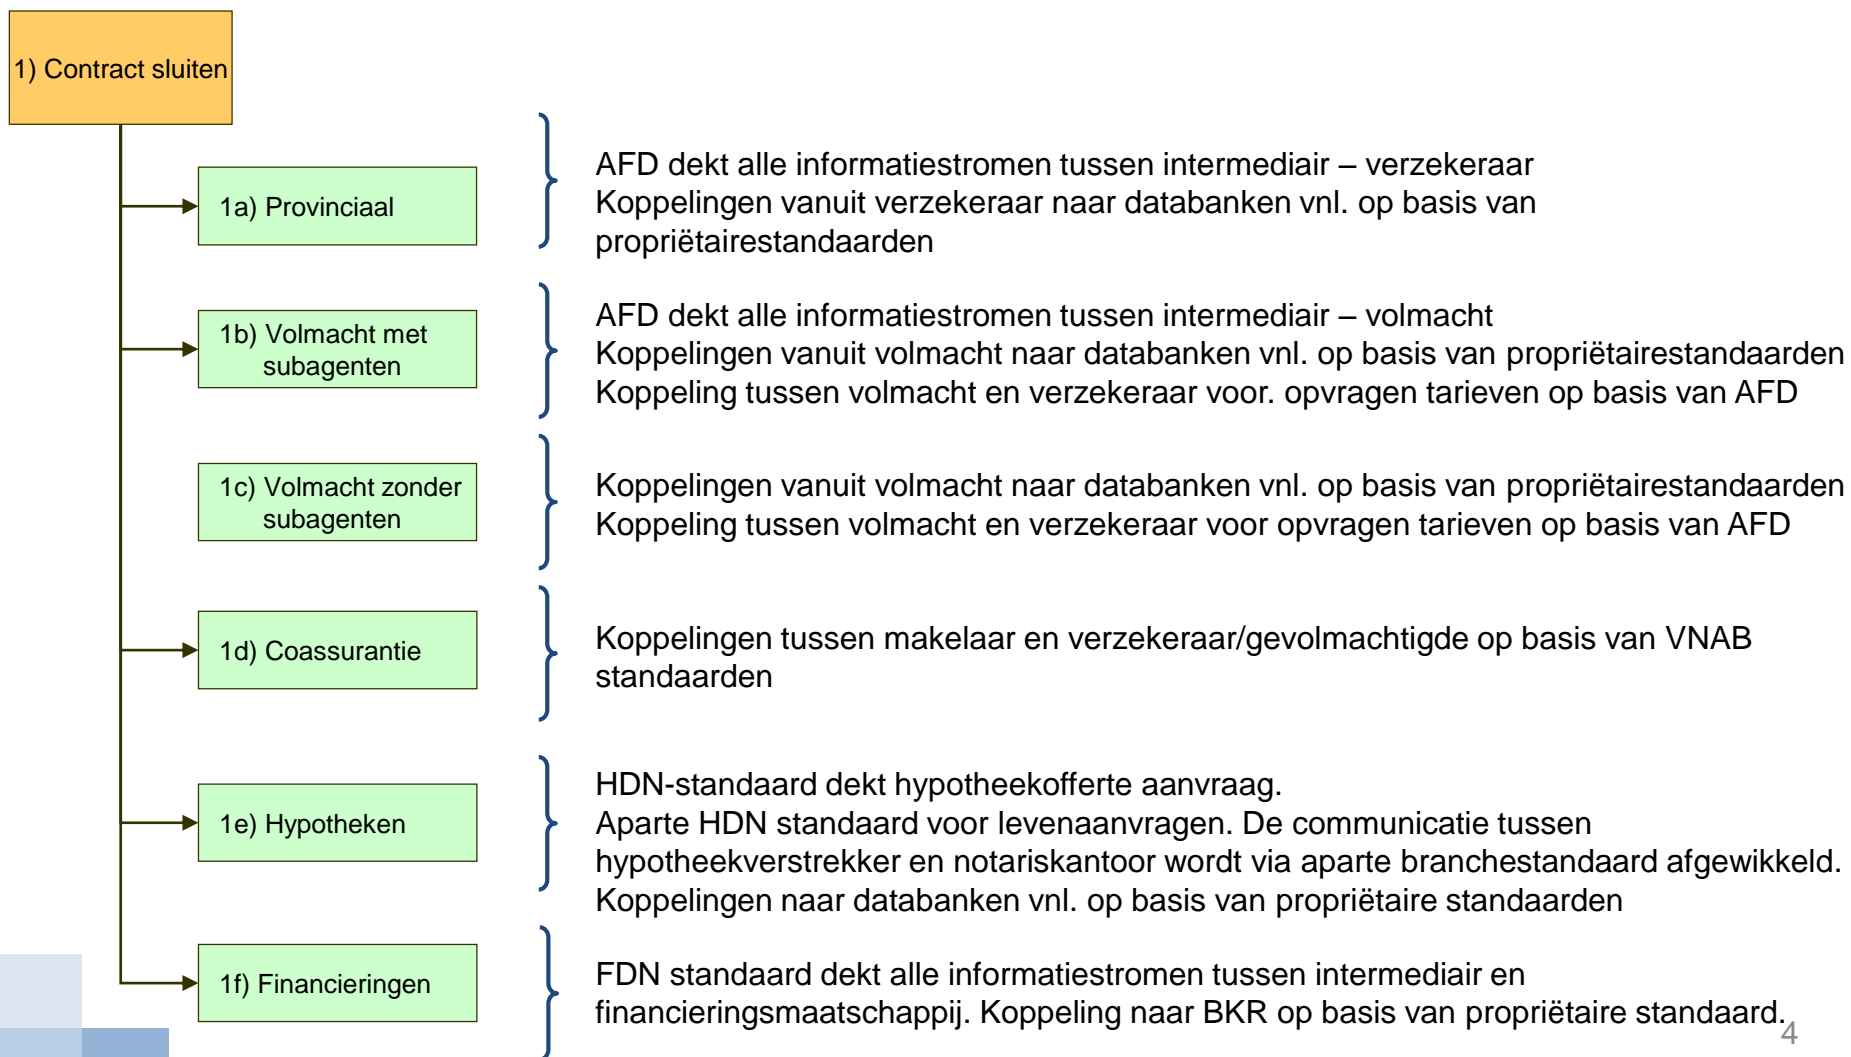 1) Contract sluiten
1a) Provinciaal
AFD dekt alle informatiestromen tussen intermediair – verzekeraar
Koppelingen vanuit verzekeraar naar databanken vnl. op basis van
propriëtairestandaarden
1b) Volmacht met
subagenten
AFD dekt alle informatiestromen tussen intermediair – volmacht
Koppelingen vanuit volmacht naar databanken vnl. op basis van propriëtairestandaarden
Koppeling tussen volmacht en verzekeraar voor. opvragen tarieven op basis van AFD
1c) Volmacht zonder
subagenten
Koppelingen vanuit volmacht naar databanken vnl. op basis van propriëtairestandaarden
Koppeling tussen volmacht en verzekeraar voor opvragen tarieven op basis van AFD
1d) Coassurantie
Koppelingen tussen makelaar en verzekeraar/gevolmachtigde op basis van VNAB
standaarden
1e) Hypotheken
HDN-standaard dekt hypotheekofferte aanvraag.
Aparte HDN standaard voor levenaanvragen. De communicatie tussen
hypotheekverstrekker en notariskantoor wordt via aparte branchestandaard afgewikkeld.
Koppelingen naar databanken vnl. op basis van propriëtaire standaarden
1f) Financieringen
FDN standaard dekt alle informatiestromen tussen intermediair en
financieringsmaatschappij. Koppeling naar BKR op basis van propriëtaire standaard.
4